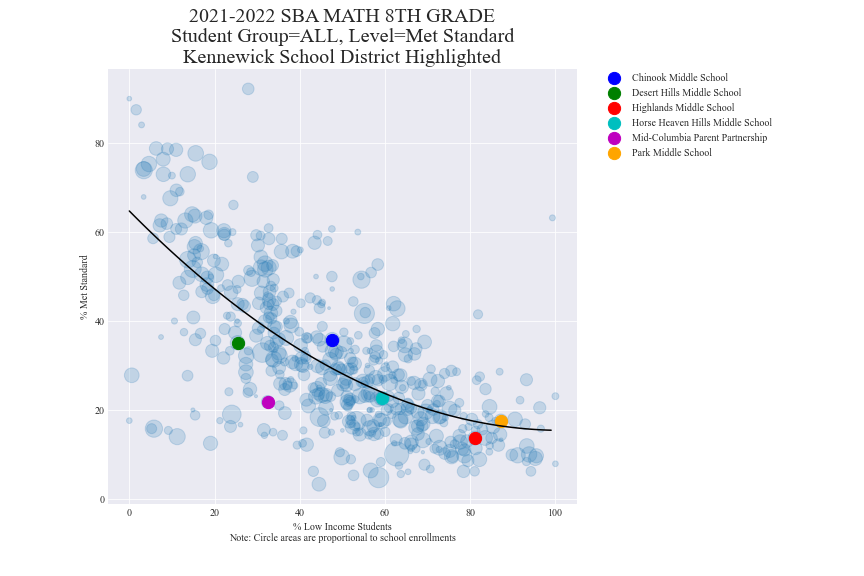 2021-2022 SBA MATH 8TH GRADE
Student Group=ALL, Level=Met Standard
Kennewick School District Highlighted
Chinook Middle School
Desert Hills Middle School
Highlands Middle School
Horse Heaven Hills Middle School
Mid-Columbia Parent Partnership
Park Middle School
% Met Standard
80
60
40
20
0
0 20 40 60 80 100
% Low Income Students
Note: Circle areas are proportional to school enrollments